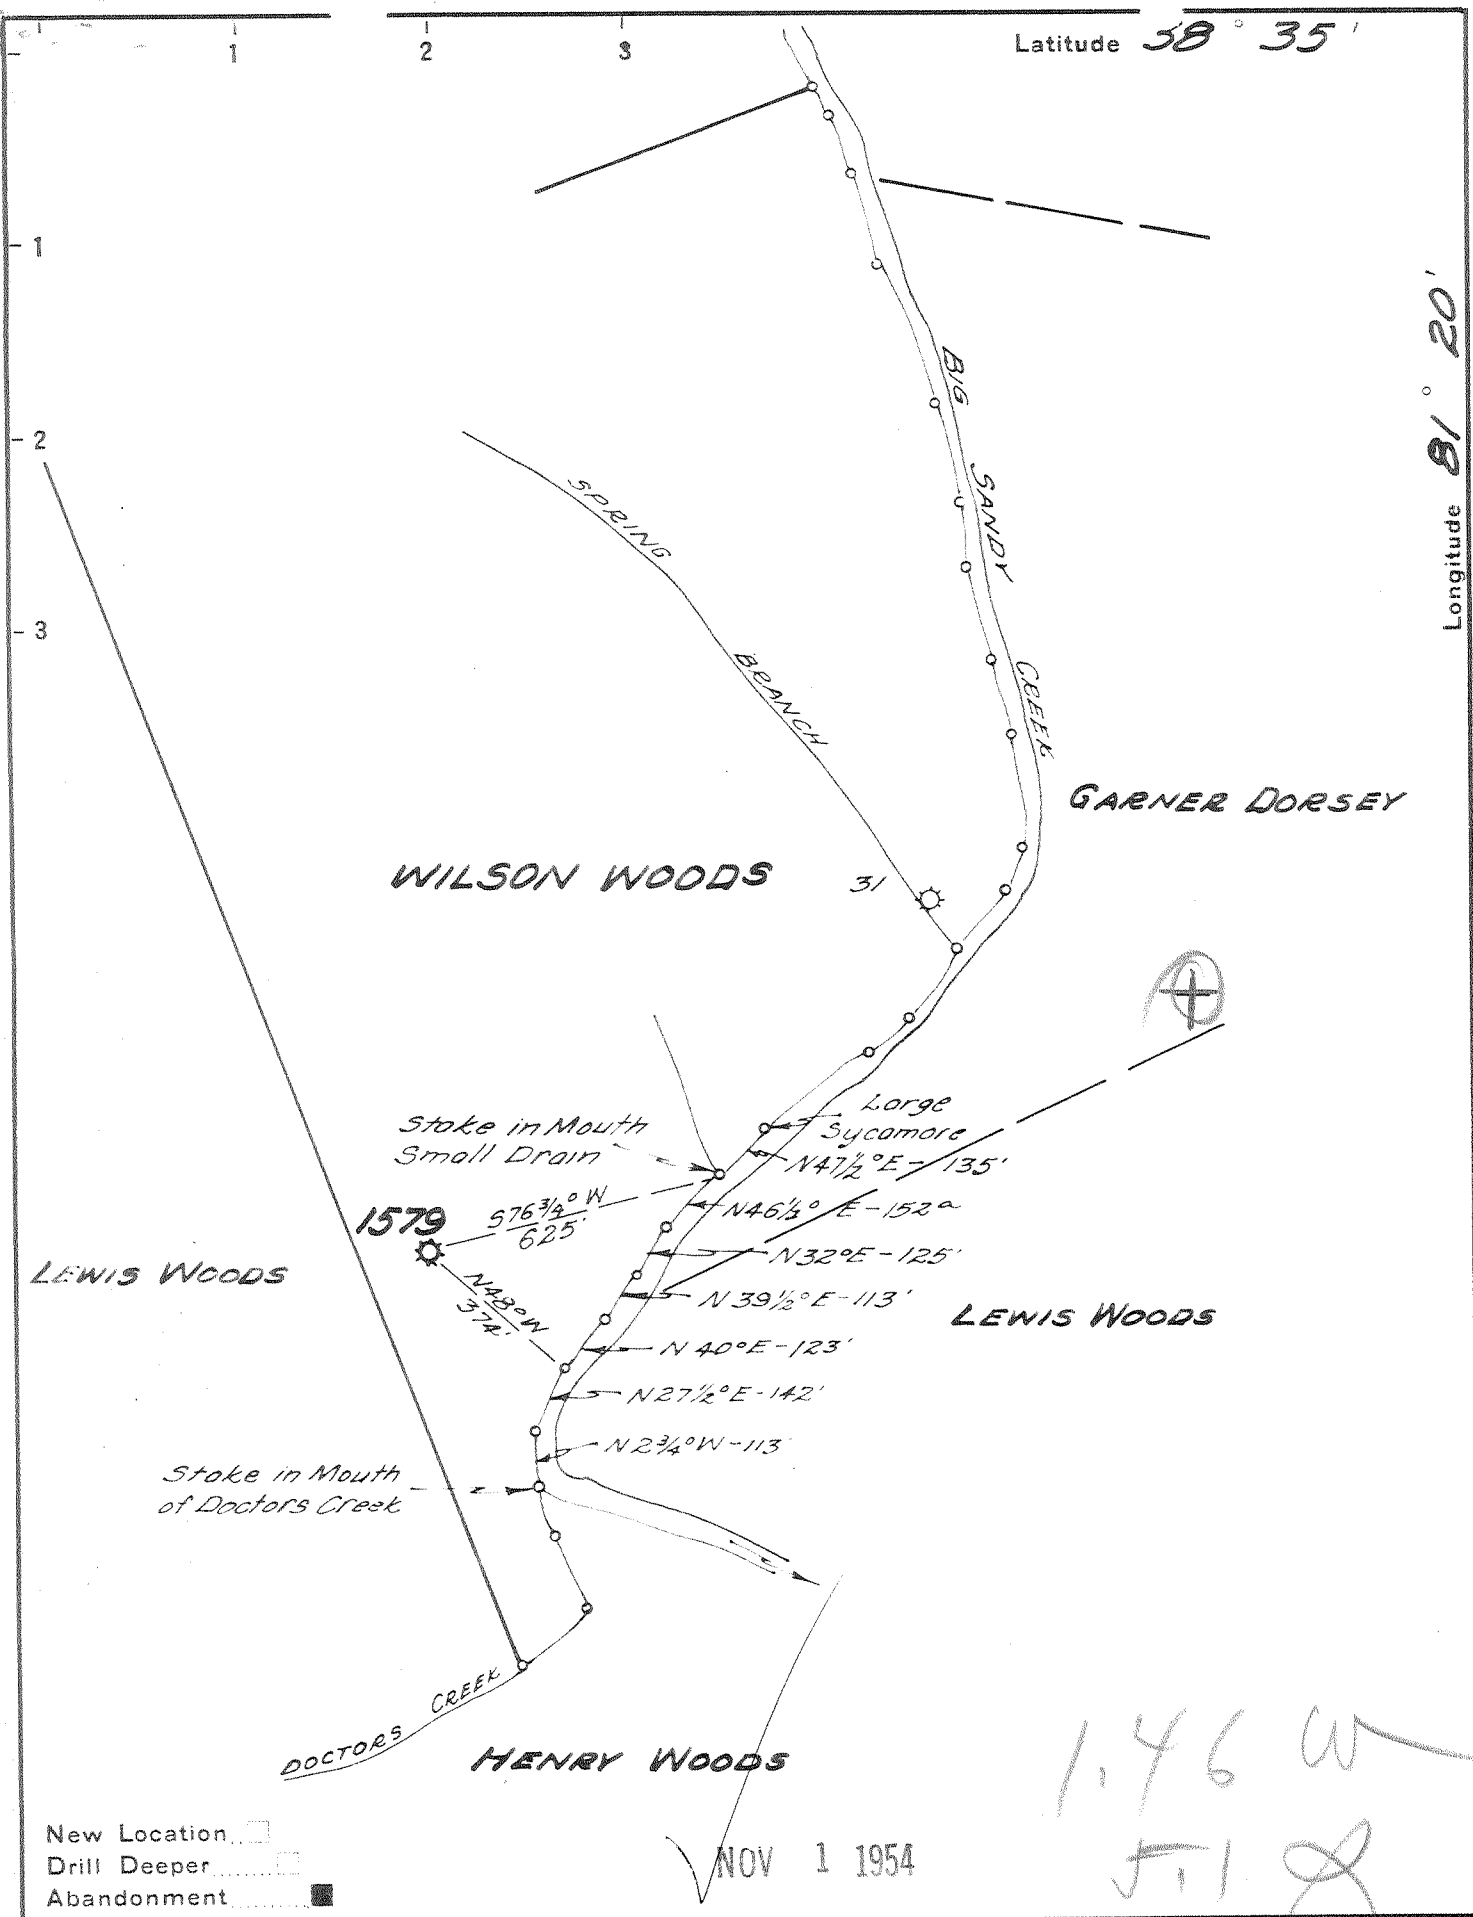 1 2 3
Latitude 38° 35'
1
2
3
Longitude 81° 20'
BIG SANDY CREEK
SPRING BRANCH
GARNER DORSEY
WILSON WOODS
31
Large
Sycamore
Stake in Mouth
Small Drain
N47½°E - 135'
1579
S76¾°W
625'
N32°E - 125'
LEWIS WOODS
N48°W
374'
N39½°E - 113'
LEWIS WOODS
N40°E - 123'
N27½°E - 142'
N2¾°W - 113'
Stake in Mouth
of Doctors Creek
DOCTORS CREEK
HENRY WOODS
1.46 W
New Location
Drill Deeper
Abandonment
NOV 1 1954